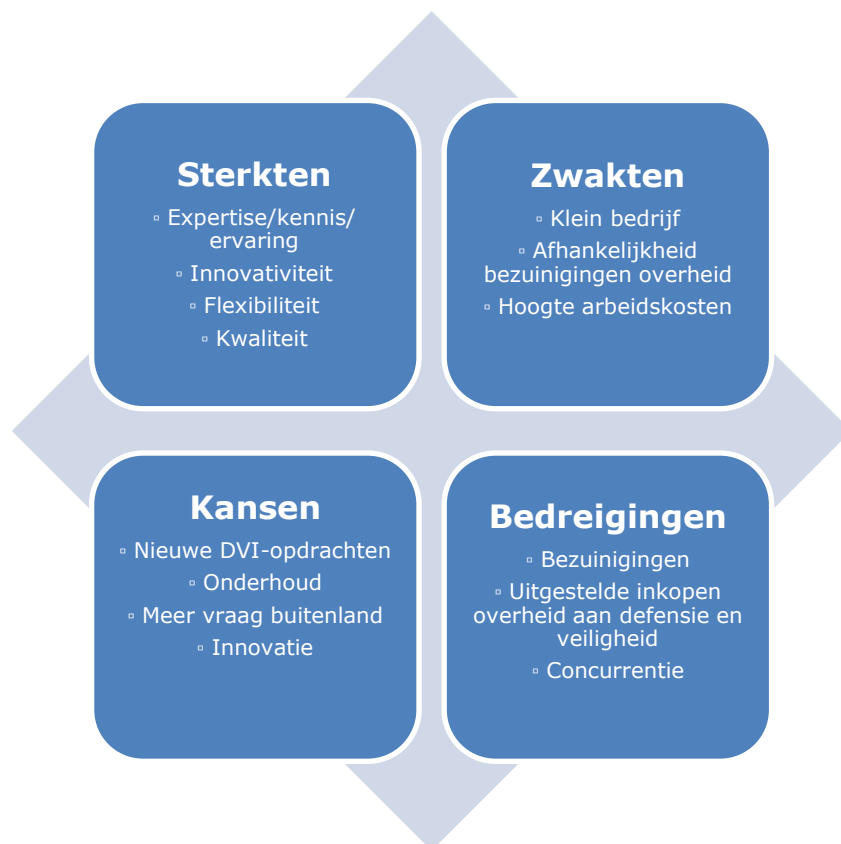 Sterkten
▫ Expertise/kennis/
ervaring
▫ Innovativiteit
▫ Flexibiliteit
▫ Kwaliteit
Zwakten
▫ Klein bedrijf
▫ Afhankelijkheid
bezuinigingen overheid
▫ Hoogte arbeidskosten
Kansen
▫ Nieuwe DVI-opdrachten
▫ Onderhoud
▫ Meer vraag buitenland
▫ Innovatie
Bedreigingen
▫ Bezuinigingen
▫ Uitgestelde inkopen
overheid aan defensie en
veiligheid
▫ Concurrentie